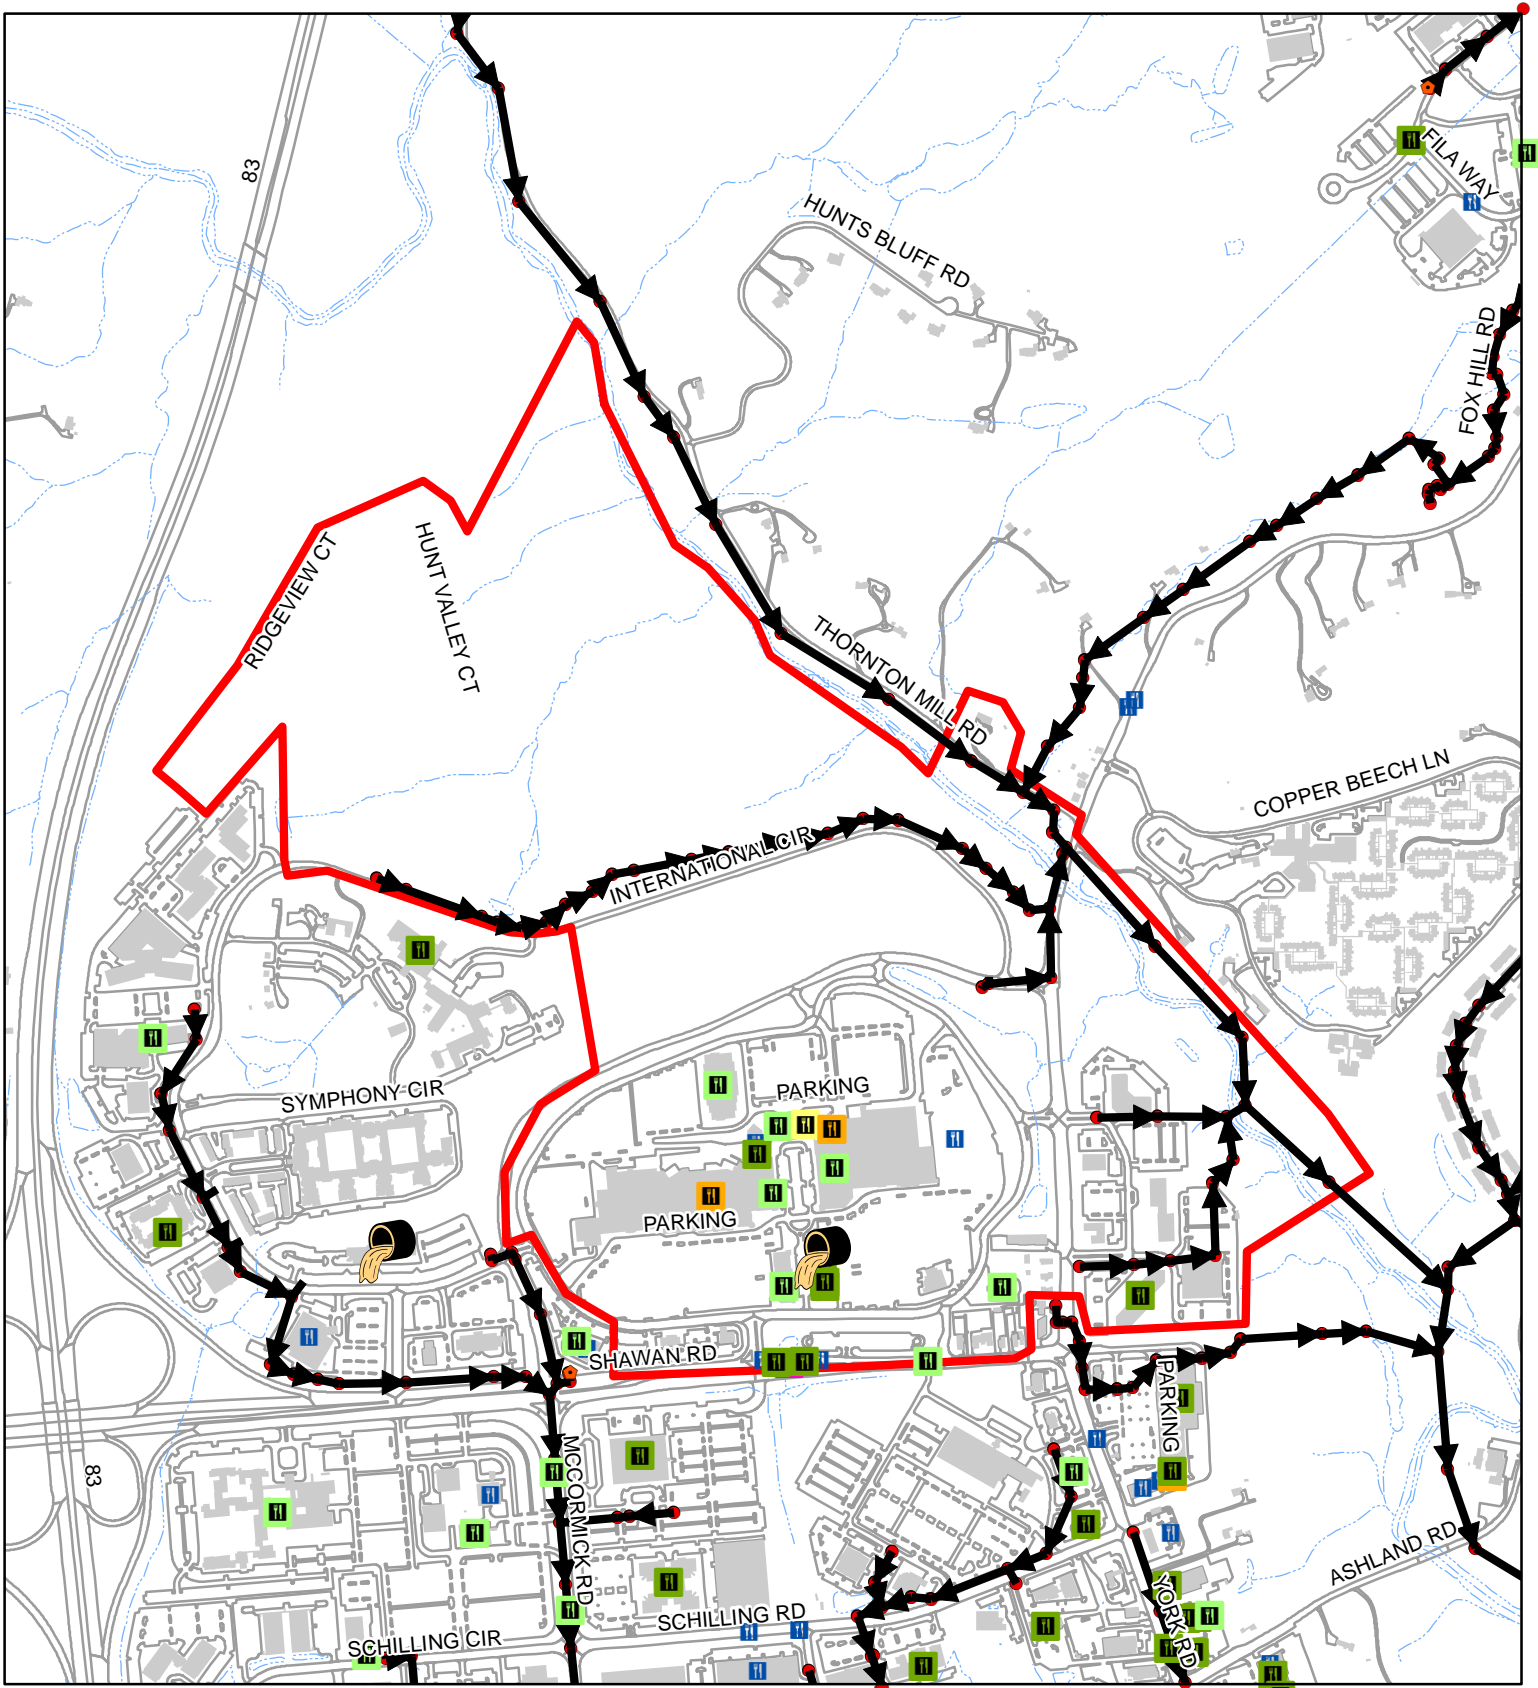 83
FILA WAY
HUNTS BLUFF RD
FOX HILL RD
RIDGEVIEW CT
HUNT VALLEY CT
THORNTON MILL RD
COPPER BEECH LN
INTERNATIONAL CIR
SYMPHONY CIR
PARKING
PARKING
SHAWAN RD
PARKING
83
MCCORMICK RD
ASHLAND RD
YORK RD
SCHILLING RD
SCHILLING CIR